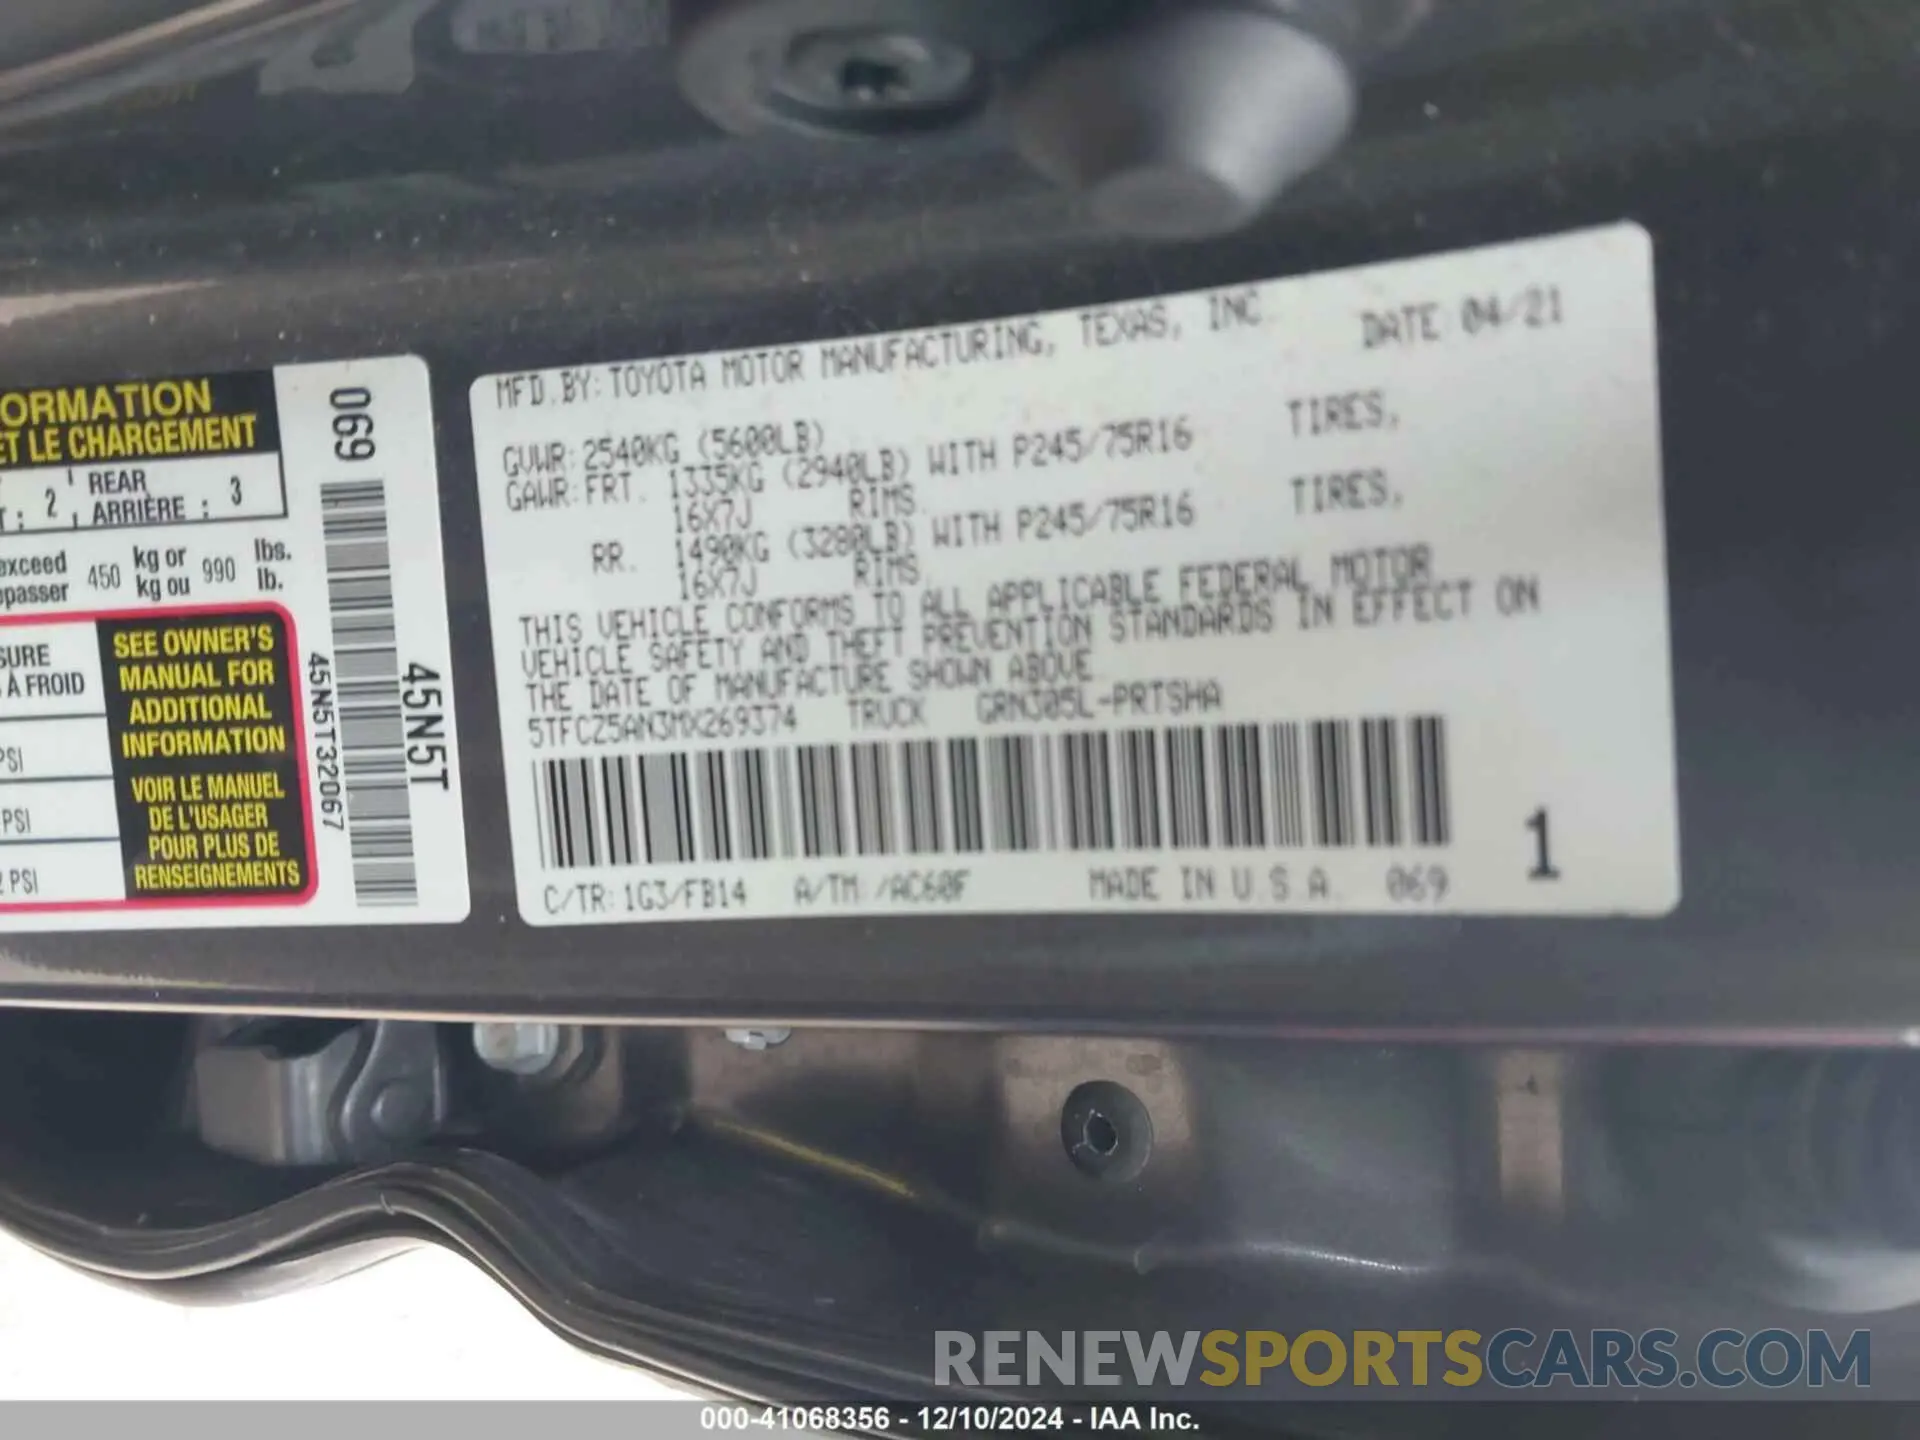 ORMATION
ET LE CHARGEMENT
T : 2 REAR ARRIÈRE : 3
exceed 450 kg or 990 lbs.
passer kg ou lb.
SURE
À FROID
PSI
PSI
2 PSI
SEE OWNER'S
MANUAL FOR
ADDITIONAL
INFORMATION
VOIR LE MANUEL
DE L'USAGER
POUR PLUS DE
RENSEIGNEMENTS
069
45N5T32067
45N5T
MFD.BY:TOYOTA MOTOR MANUFACTURING, TEXAS, INC. DATE 04/21
GVWR:2540KG (5600LB)
GAWR:FRT. 1335KG (2940LB) WITH P245/75R16 TIRES,
16X7J RIMS.
RR. 1490KG (3280LB) WITH P245/75R16 TIRES,
16X7J RIMS.
THIS VEHICLE CONFORMS TO ALL APPLICABLE FEDERAL MOTOR
VEHICLE SAFETY AND THEFT PREVENTION STANDARDS IN EFFECT ON
THE DATE OF MANUFACTURE SHOWN ABOVE
5TFCZ5AN3MX269374 TRUCK GRN305L-PRTSHA
C/TR:1G3/FB14 A/TM:/AC60F MADE IN U.S.A. 069
1
RENEWSPORTSCARS.COM
000-41068356 - 12/10/2024 - IAA Inc.